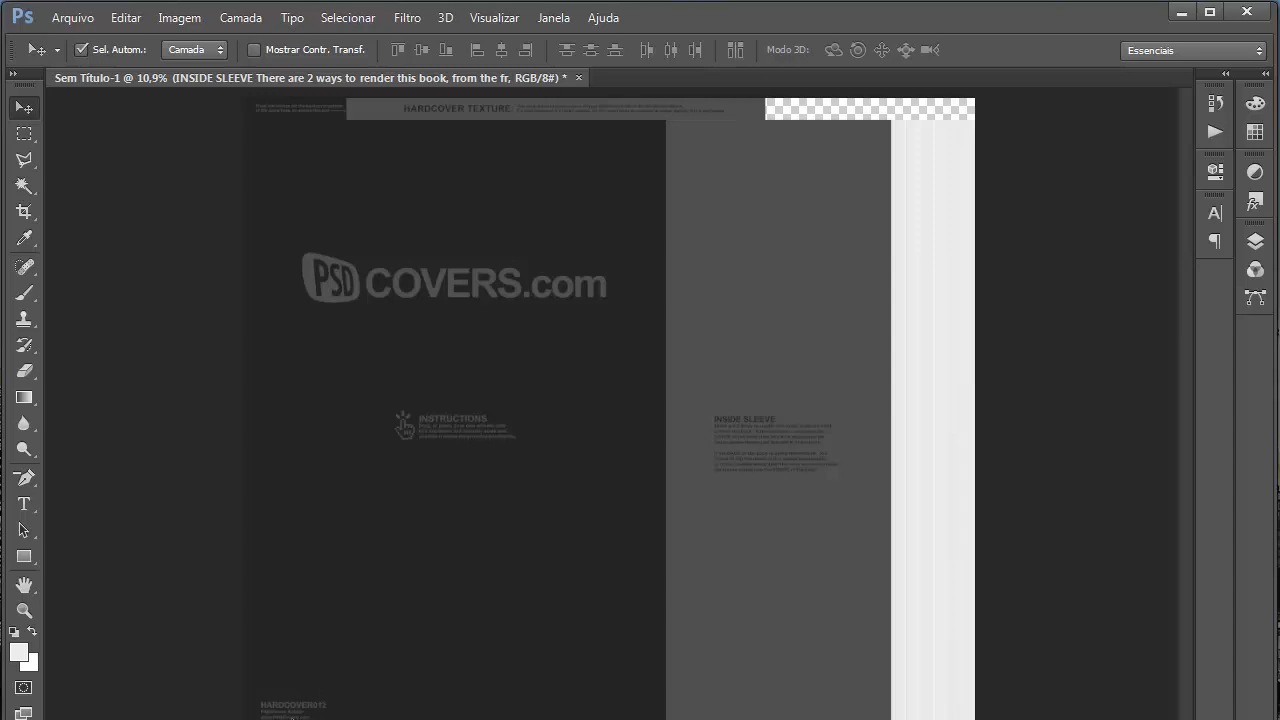 Ps Arquivo Editar Imagem Camada Tipo Selecionar Filtro 3D Visualizar Janela Ajuda
Sel. Autom.: Camada Mostrar Contr. Transf. Modo 3D: Essenciais
Sem Título-1 @ 10,9% (INSIDE SLEEVE There are 2 ways to render this book, from the fr, RGB/8#) *
HARDCOVER TEXTURE:
PSD COVERS.com
INSTRUCTIONS
INSIDE SLEEVE
HARDCOVER012